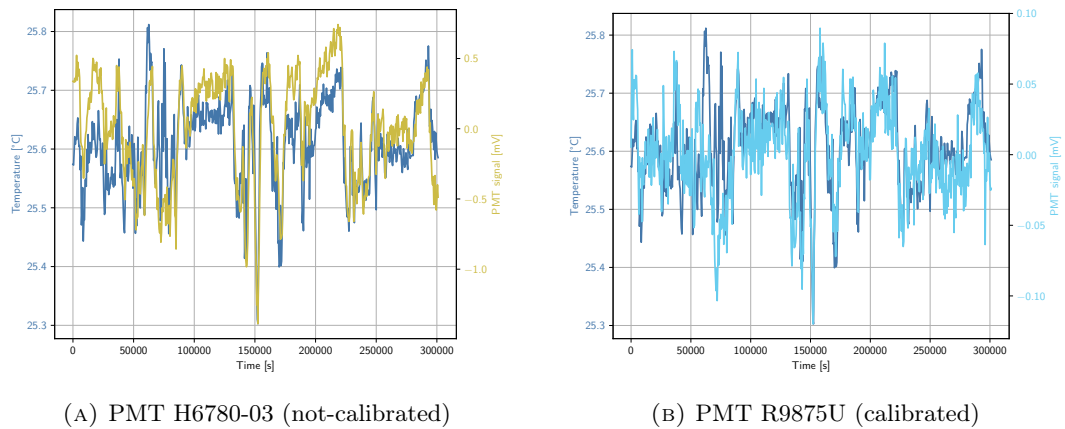 25.8
25.7
25.6
25.5
25.4
25.3
Temperature [°C]
0.5
0.0
−0.5
−1.0
PMT signal [mV]
0 50000 100000 150000 200000 250000 300000
Time [s]
(A) PMT H6780-03 (not-calibrated)
25.8
25.7
25.6
25.5
25.4
25.3
Temperature [°C]
0.10
0.05
0.00
−0.05
−0.10
PMT signal [mV]
0 50000 100000 150000 200000 250000 300000
Time [s]
(B) PMT R9875U (calibrated)